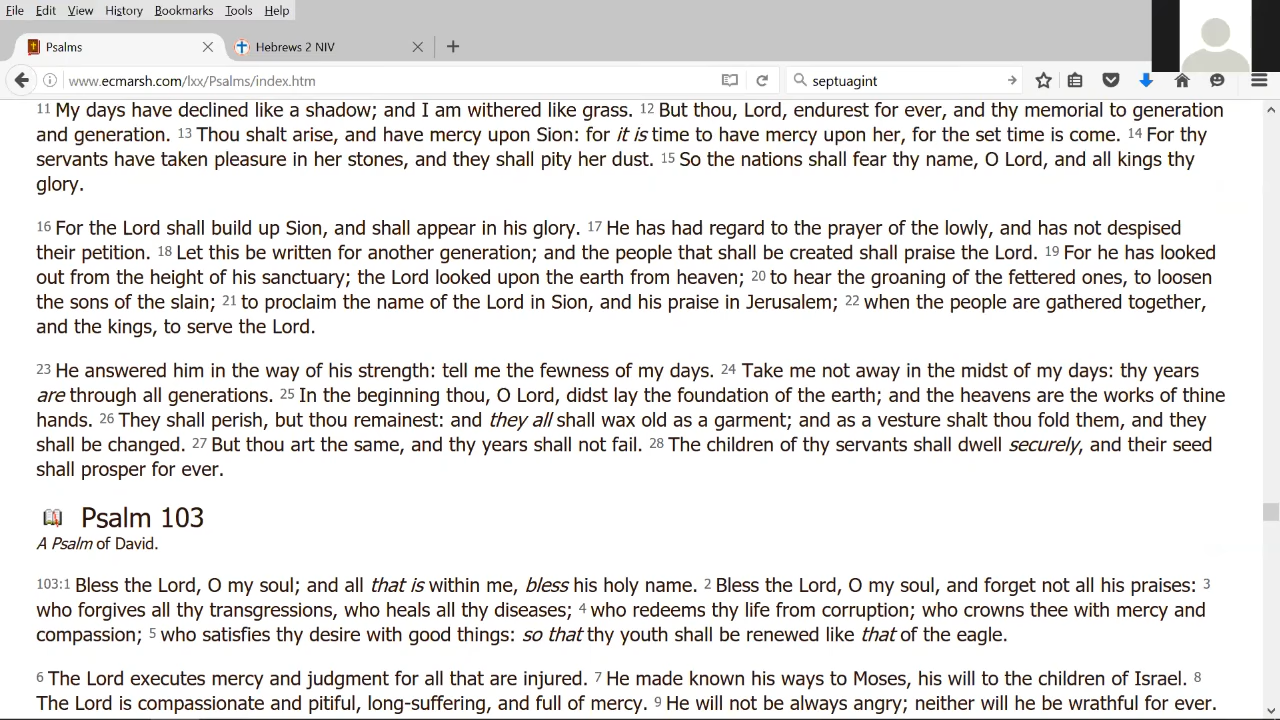 File Edit View History Bookmarks Tools Help
Psalms
Hebrews 2 NIV
www.ecmarsh.com/lxx/Psalms/index.htm
septuagint
11 My days have declined like a shadow; and I am withered like grass. 12 But thou, Lord, endurest for ever, and thy memorial to generation
and generation. 13 Thou shalt arise, and have mercy upon Sion: for it is time to have mercy upon her, for the set time is come. 14 For thy
servants have taken pleasure in her stones, and they shall pity her dust. 15 So the nations shall fear thy name, O Lord, and all kings thy
glory.
16 For the Lord shall build up Sion, and shall appear in his glory. 17 He has had regard to the prayer of the lowly, and has not despised
their petition. 18 Let this be written for another generation; and the people that shall be created shall praise the Lord. 19 For he has looked
out from the height of his sanctuary; the Lord looked upon the earth from heaven; 20 to hear the groaning of the fettered ones, to loosen
the sons of the slain; 21 to proclaim the name of the Lord in Sion, and his praise in Jerusalem; 22 when the people are gathered together,
and the kings, to serve the Lord.
23 He answered him in the way of his strength: tell me the fewness of my days. 24 Take me not away in the midst of my days: thy years
are through all generations. 25 In the beginning thou, O Lord, didst lay the foundation of the earth; and the heavens are the works of thine
hands. 26 They shall perish, but thou remainest: and they all shall wax old as a garment; and as a vesture shalt thou fold them, and they
shall be changed. 27 But thou art the same, and thy years shall not fail. 28 The children of thy servants shall dwell securely, and their seed
shall prosper for ever.
Psalm 103
A Psalm of David.
103:1 Bless the Lord, O my soul; and all that is within me, bless his holy name. 2 Bless the Lord, O my soul, and forget not all his praises: 3
who forgives all thy transgressions, who heals all thy diseases; 4 who redeems thy life from corruption; who crowns thee with mercy and
compassion; 5 who satisfies thy desire with good things: so that thy youth shall be renewed like that of the eagle.
6 The Lord executes mercy and judgment for all that are injured. 7 He made known his ways to Moses, his will to the children of Israel. 8
The Lord is compassionate and pitiful, long-suffering, and full of mercy. 9 He will not be always angry; neither will he be wrathful for ever.